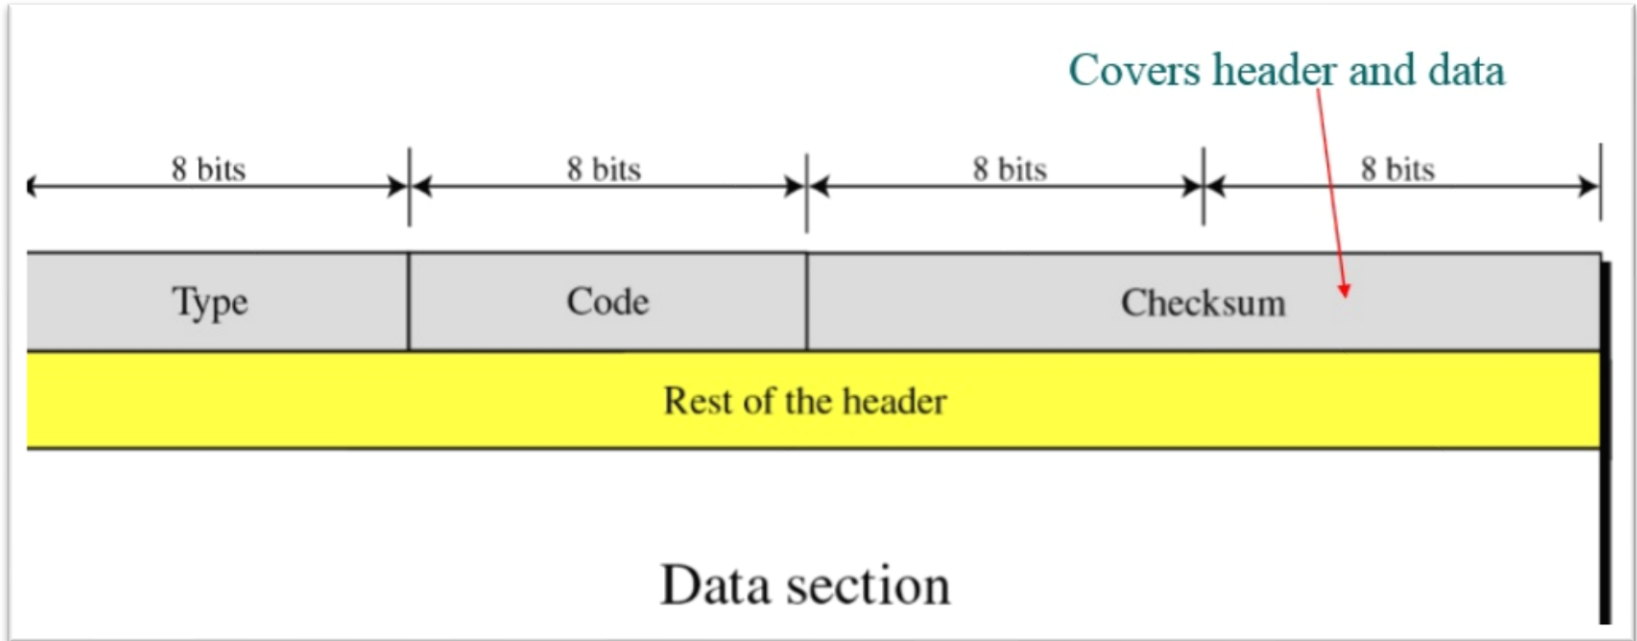 Covers header and data
8 bits 8 bits 8 bits 8 bits
Type Code Checksum
Rest of the header
Data section